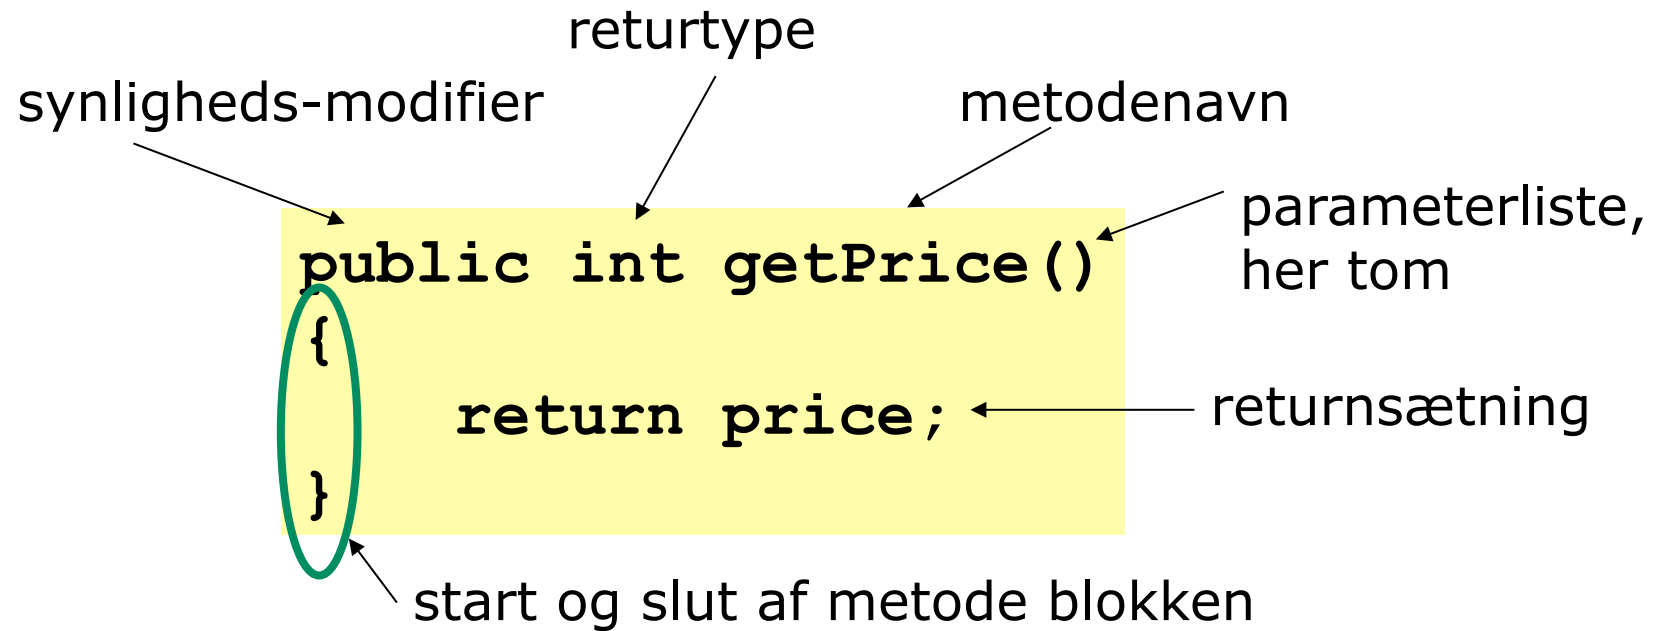 returtype
synligheds-modifier
metodenavn
parameterliste,
her tom
public int getPrice()
{
return price;
returnsætning
}
start og slut af metode blokken